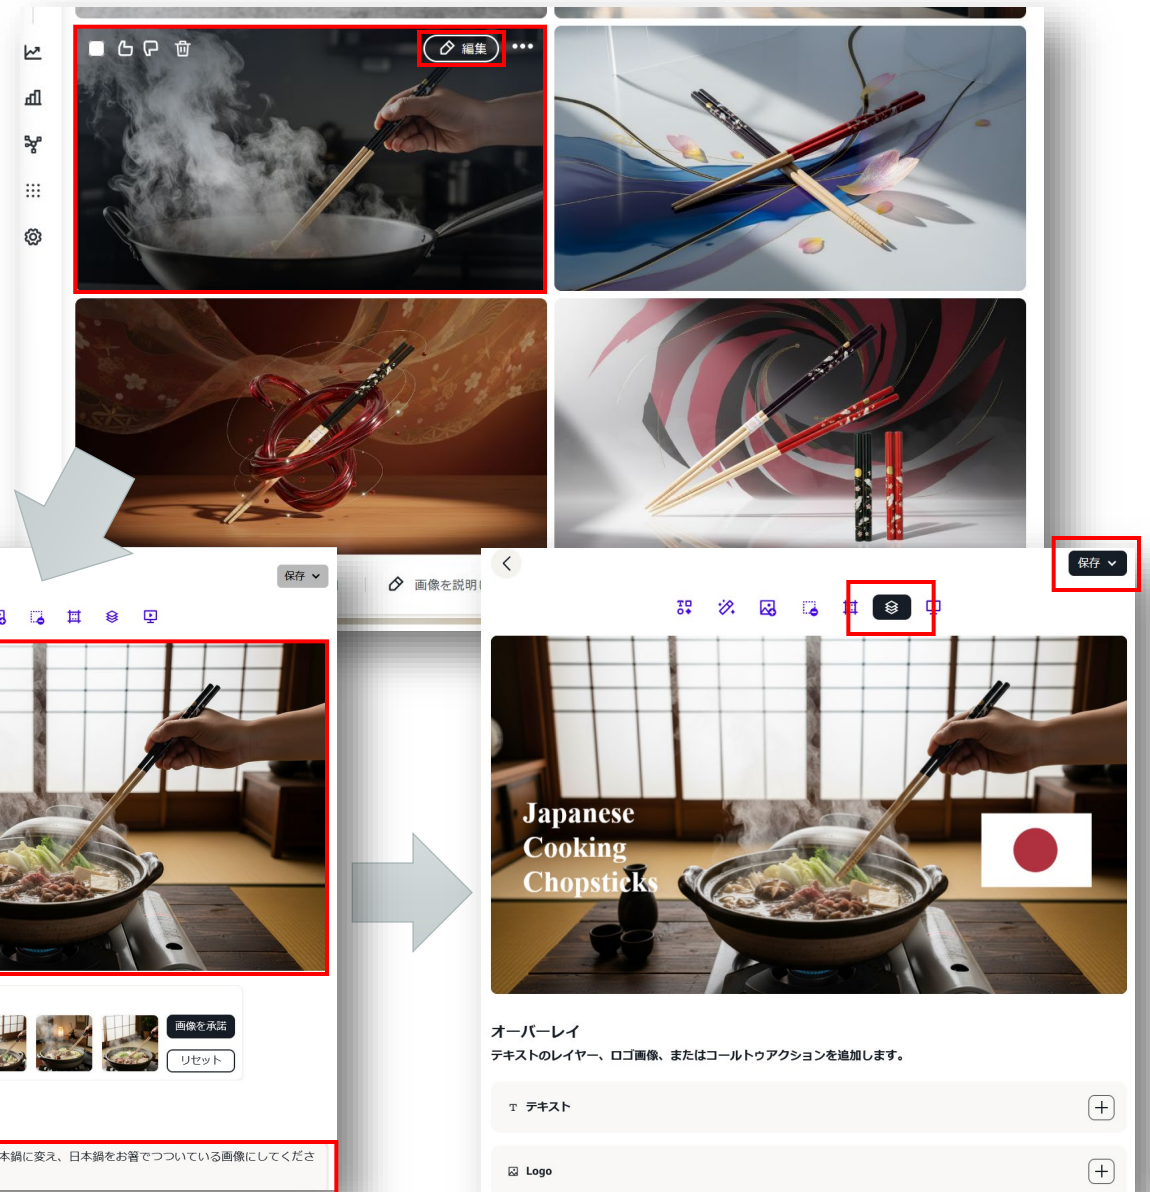 編集
保存
画像を説明し
保存
Japanese
Cooking
Chopsticks
画像を承諾
リセット
本鍋に変え、日本鍋をお箸でつついている画像にしてくださ
オーバーレイ
テキストのレイヤー、ロゴ画像、またはコールトゥアクションを追加します。
T テキスト
Logo